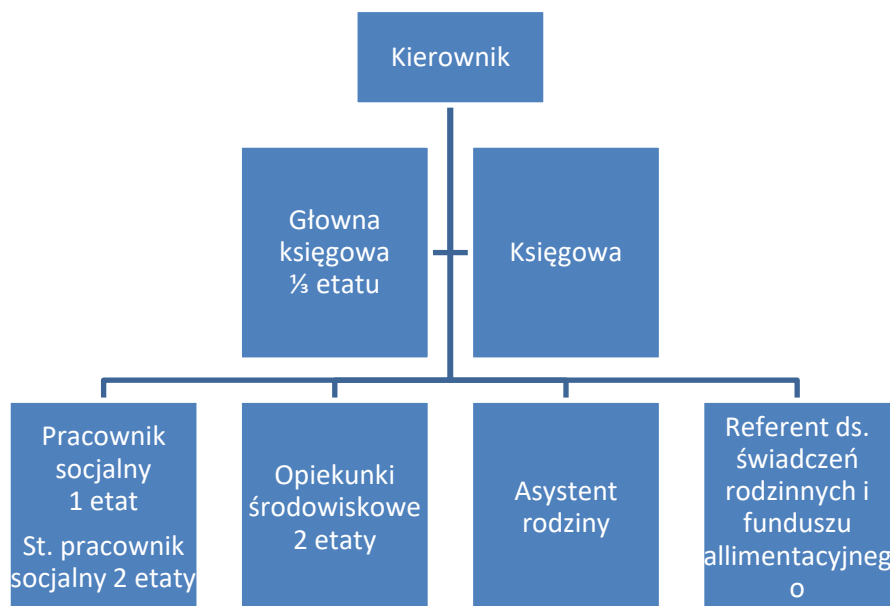 Kierownik
Głowna
księgowa
⅓ etatu
Księgowa
Pracownik
socjalny
1 etat
St. pracownik
socjalny 2 etaty
Opiekunki
środowiskowe
2 etaty
Asystent
rodziny
Referent ds.
świadczeń
rodzinnych i
funduszu
allimentacyjneg
o